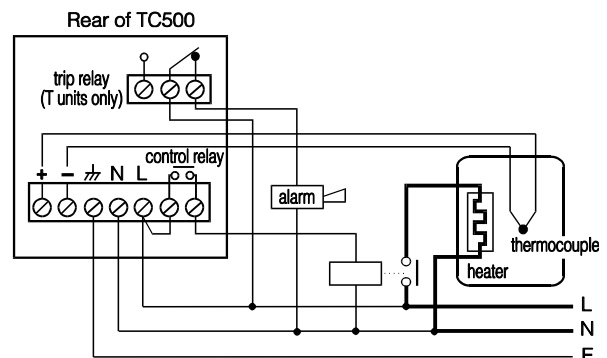 Rear of TC500
trip relay
(T units only)
control relay
+ − N L
alarm
thermocouple
heater
L
N
E